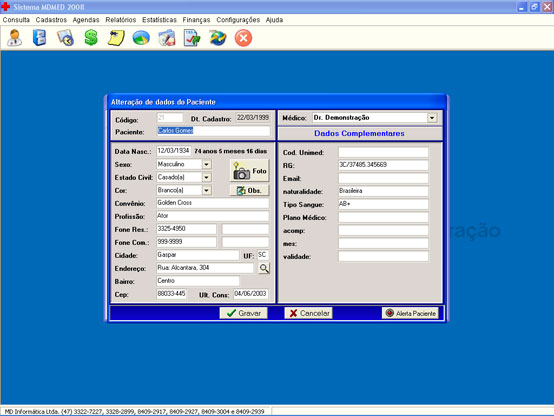 Sistema MDMED 2008
Consulta Cadastros Agendas Relatórios Estatísticas Finanças Configurações Ajuda
Alteração de dados do Paciente
Código: 21 Dt. Cadastro: 22/03/1999
Paciente: Carlos Gomes
Médico: Dr. Demonstração
Dados Complementares
Data Nasc.: 12/03/1934 74 anos 5 meses 16 dias
Sexo: Masculino
Estado Civil: Casado(a)
Foto
Cor: Branco(a)
Obs.
Convênio: Golden Cross
Profissão: Ator
Fone Res.: 3325-4950
Fone Com.: 999-9999
Cidade: Gaspar UF: SC
Endereço: Rua: Alcantara, 304
Bairro: Centro
Cep: 88033-445 Ult. Cons: 04/06/2003
Cod. Unimed:
RG: 3C/37485.345669
Email:
naturalidade: Brasileira
Tipo Sangue: AB+
Plano Médico:
acomp:
mes:
validade:
ração
Gravar Cancelar Alerta Paciente
MD Informática Ltda. (47) 3322-7227, 3328-2899, 8409-2917, 8409-2927, 8409-3004 e 8409-2939